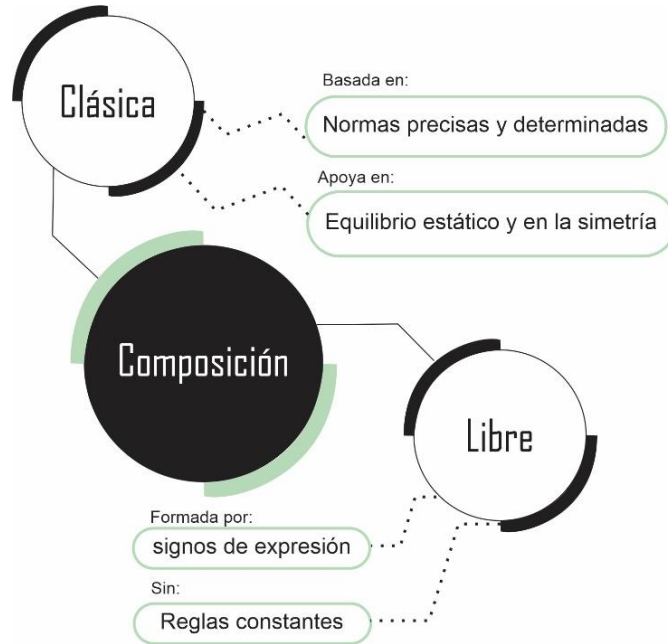 Clásica
Basada en:
Normas precisas y determinadas
Apoya en:
Equilibrio estático y en la simetría
Composición
Libre
Formada por:
signos de expresión
Sin:
Reglas constantes